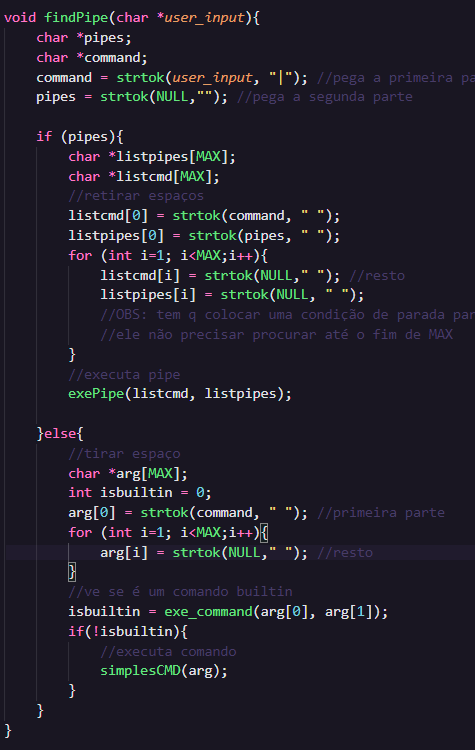 void findPipe(char *user_input){
char *pipes;
char *command;
command = strtok(user_input, "|"); //pega a primeira
pipes = strtok(NULL,""); //pega a segunda parte
if (pipes){
char *listpipes[MAX];
char *listcmd[MAX];
//retirar espaços
listcmd[0] = strtok(command, " ");
listpipes[0] = strtok(pipes, " ");
for (int i=1; i<MAX;i++){
listcmd[i] = strtok(NULL," "); //resto
listpipes[i] = strtok(NULL, " ");
//OBS: tem q colocar uma condição de parada
//ele não precisar procurar até o fim de MAX
}
//executa pipe
exePipe(listcmd, listpipes);
}else{
//tirar espaço
char *arg[MAX];
int isbuiltin = 0;
arg[0] = strtok(command, " "); //primeira parte
for (int i=1; i<MAX;i++){
arg[i] = strtok(NULL," "); //resto
}
//ve se é um comando builtin
isbuiltin = exe_command(arg[0], arg[1]);
if(!isbuiltin){
//executa comando
simplesCMD(arg);
}
}
}